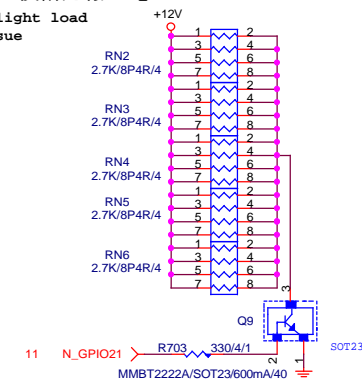 light load
sue
+12V
1 2
3 4
RN2 5 6
2.7K/8P4R/4 7 8
1 2
3 4
RN3 5 6
2.7K/8P4R/4 7 8
1 2
3 4
RN4 5 6
2.7K/8P4R/4 7 8
1 2
RN5 3 4
5 6
2.7K/8P4R/4 7 8
1 2
RN6 3 4
5 6
2.7K/8P4R/4 7 8
3
Q9
SOT23
11 N_GPIO21 R703 330/4/1 2 1
MMBT2222A/SOT23/600mA/40